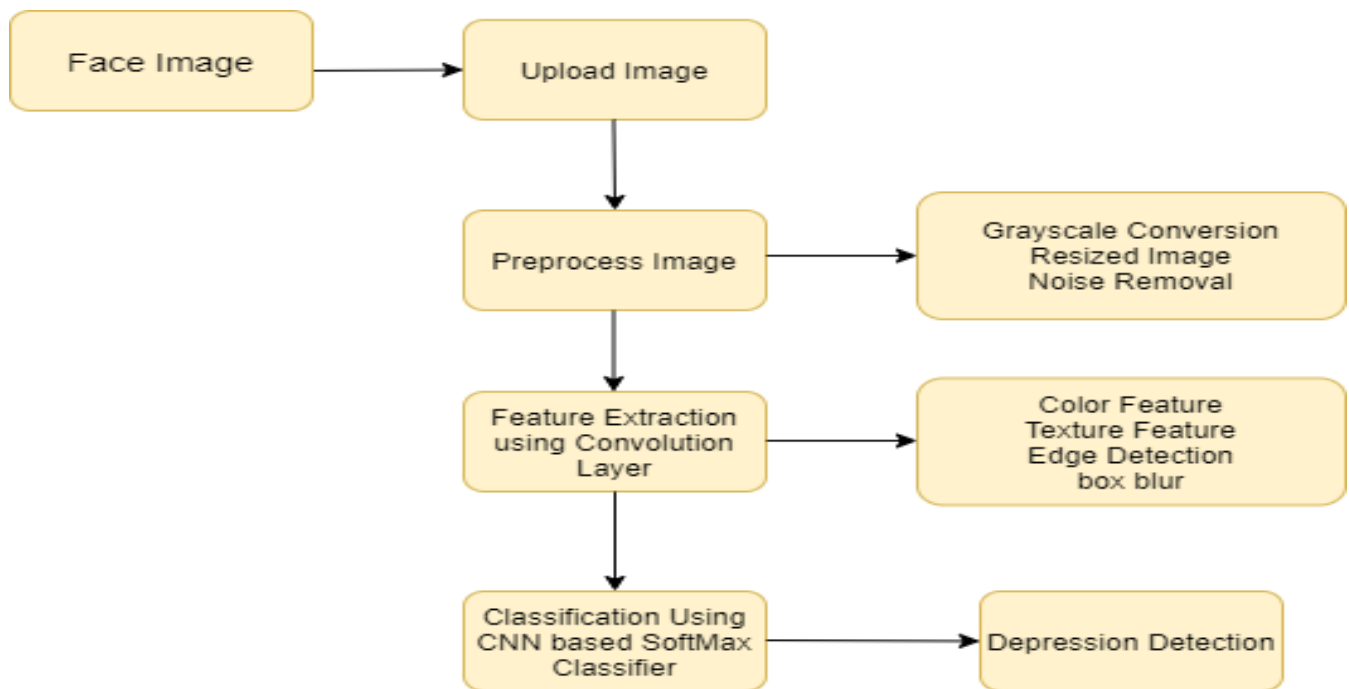 Face Image
Upload Image
Preprocess Image
Grayscale Conversion
Resized Image
Noise Removal
Feature Extraction
using Convolution
Layer
Color Feature
Texture Feature
Edge Detection
box blur
Classification Using
CNN based SoftMax
Classifier
Depression Detection